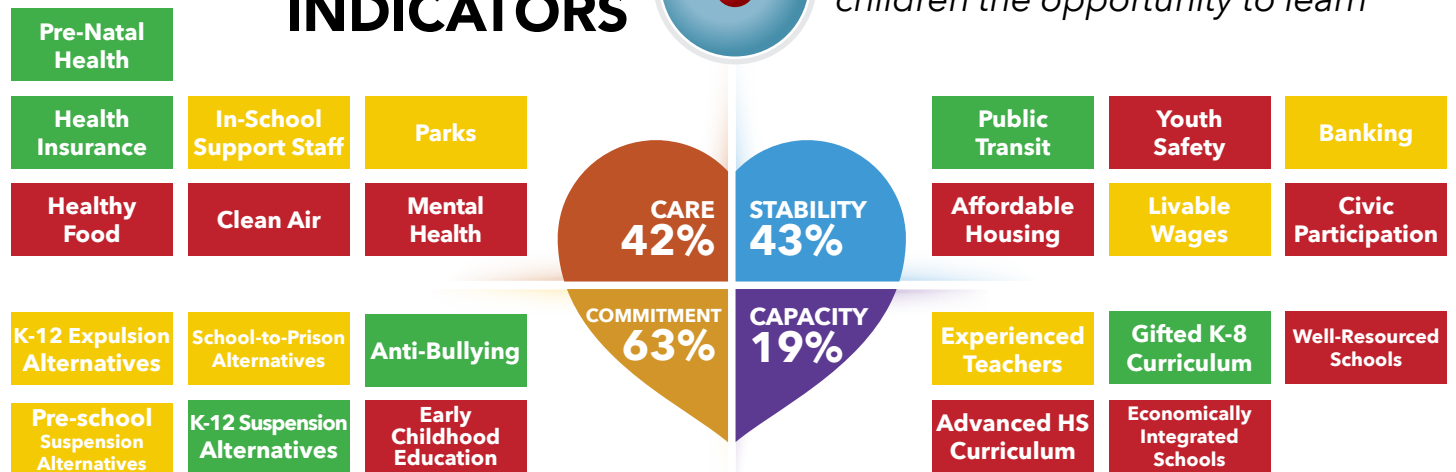 INDICATORS
children the opportunity to learn
Pre-Natal
Health
Health
Insurance
In-School
Support Staff
Parks
Healthy
Food
Clean Air
Mental
Health
CARE
42%
STABILITY
43%
Public
Transit
Youth
Safety
Banking
Affordable
Housing
Livable
Wages
Civic
Participation
K-12 Expulsion
Alternatives
School-to-Prison
Alternatives
Anti-Bullying
Pre-school
Suspension
Alternatives
K-12 Suspension
Alternatives
Early
Childhood
Education
COMMITMENT
63%
CAPACITY
19%
Experienced
Teachers
Gifted K-8
Curriculum
Well-Resourced
Schools
Advanced HS
Curriculum
Economically
Integrated
Schools